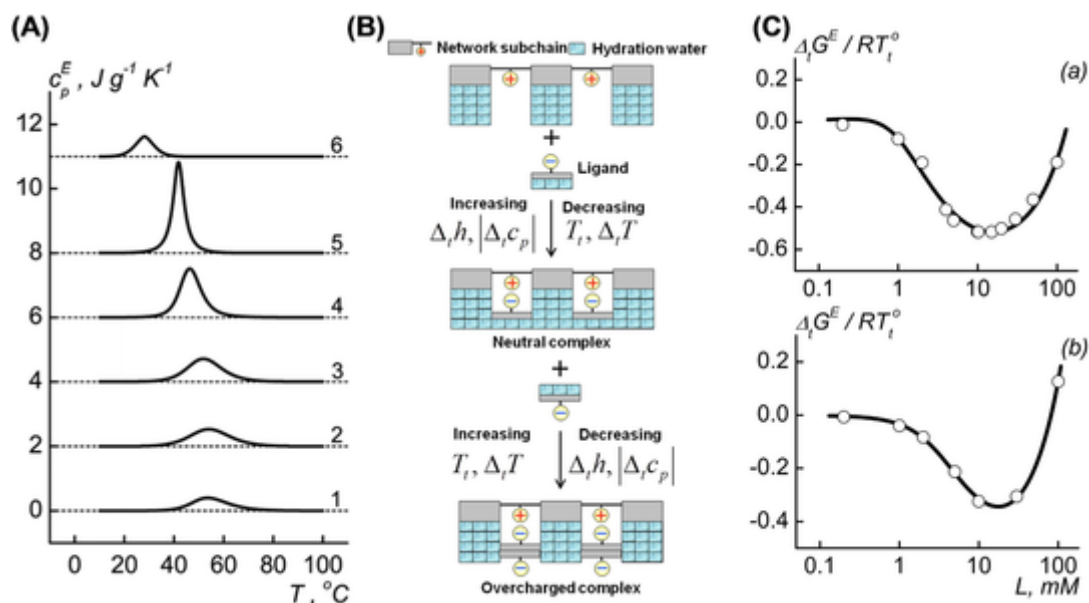 (A)
c_p^E , J g^-1 K^1
12
10
8
6
4
2
0
6
5
4
3
2
1
0 20 40 60 80 100
T , °C
(B)
Network subchain Hydration water
+ +
+
−
Ligand
Increasing Decreasing
Δ_t h, |Δ_t c_p| T_t, Δ_t T
+ +
− −
Neutral complex
+
−
Increasing Decreasing
T_t, Δ_t T Δ_t h, |Δ_t c_p|
+ +
− −
− −
Overcharged complex
(C)
Δ_t G^E / RT_t^o
(a)
0.2
0.0
-0.2
-0.4
-0.6
0.1 1 10 100
Δ_t G^E / RT_t^o
(b)
0.2
0.0
-0.2
-0.4
0.1 1 10 100
L, mM